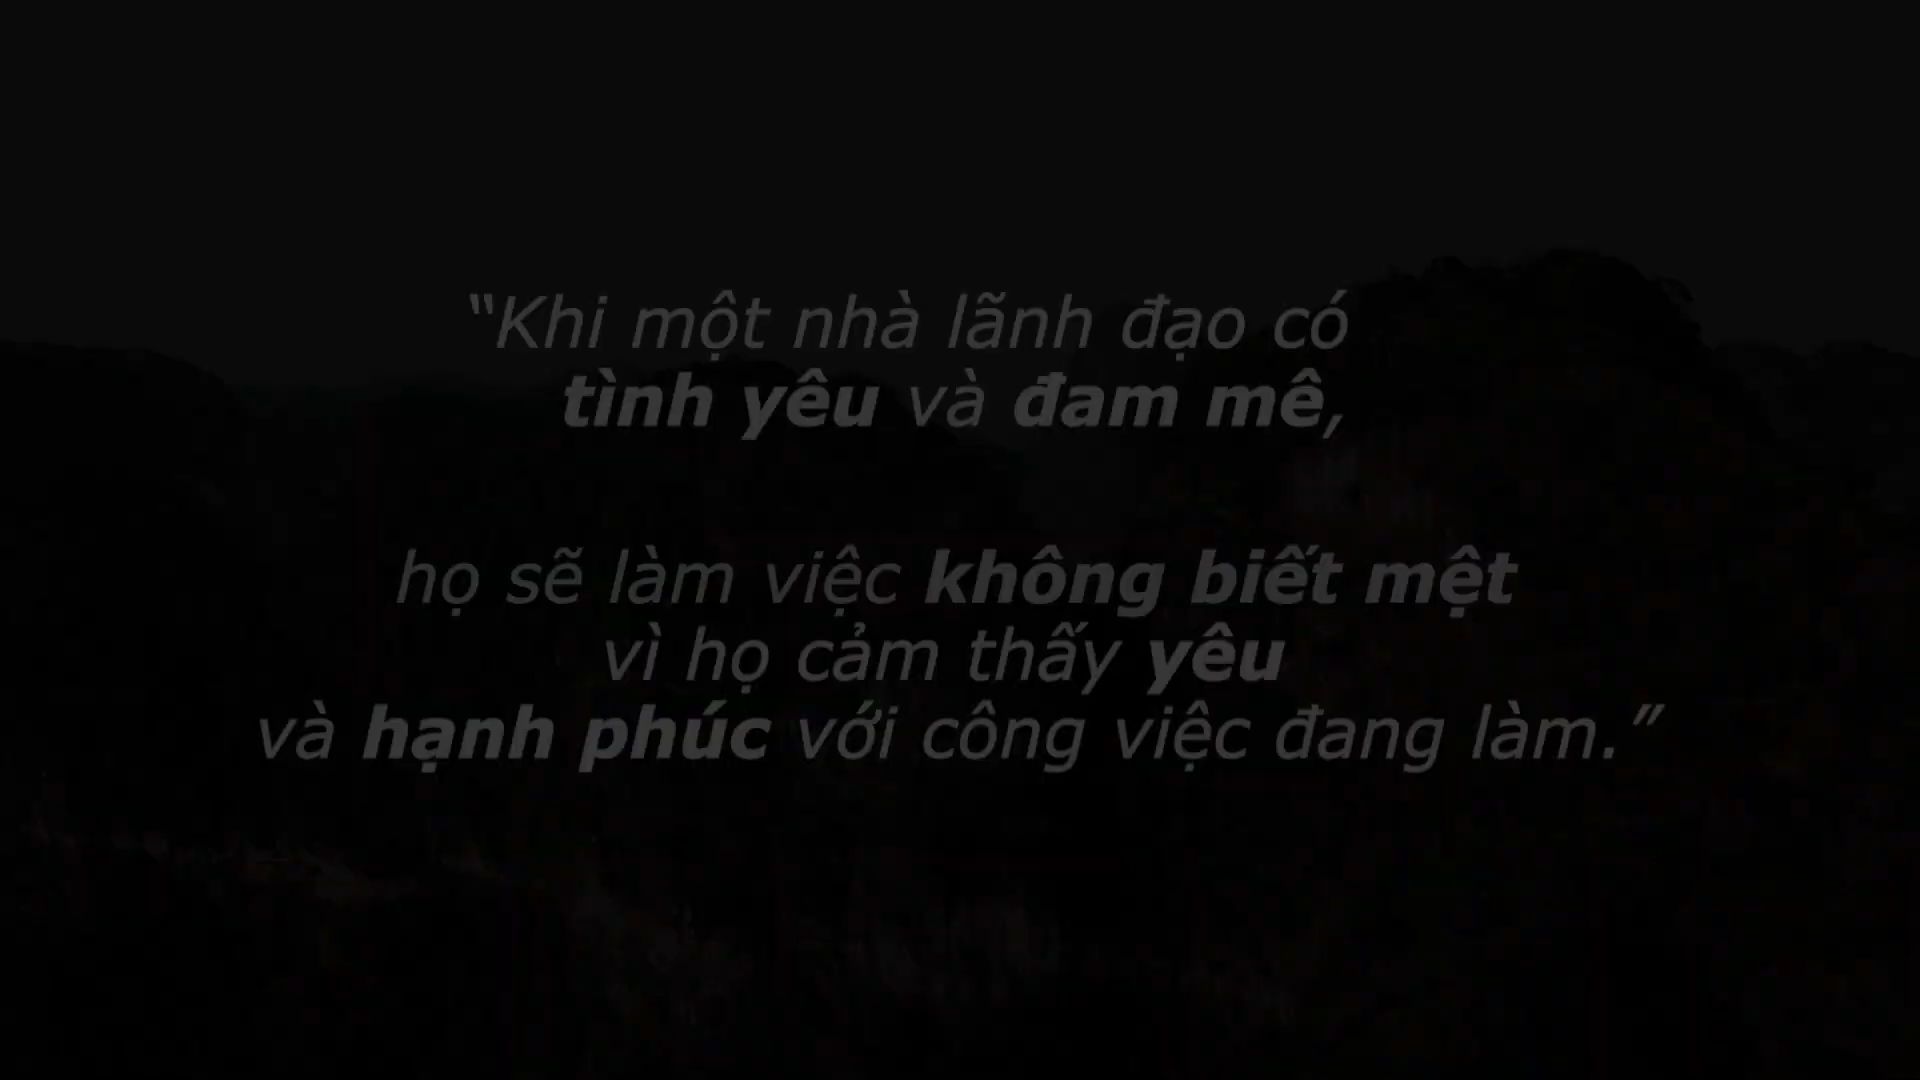 “Khi một nhà lãnh đạo có
tình yêu và đam mê,
họ sẽ làm việc không biết mệt
vì họ cảm thấy yêu
và hạnh phúc với công việc đang làm.”